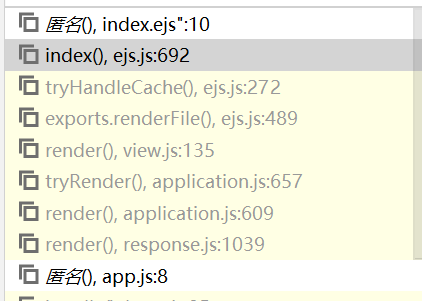 匿名(), index.ejs":10
index(), ejs.js:692
tryHandleCache(), ejs.js:272
exports.renderFile(), ejs.js:489
render(), view.js:135
tryRender(), application.js:657
render(), application.js:609
render(), response.js:1039
匿名(), app.js:8